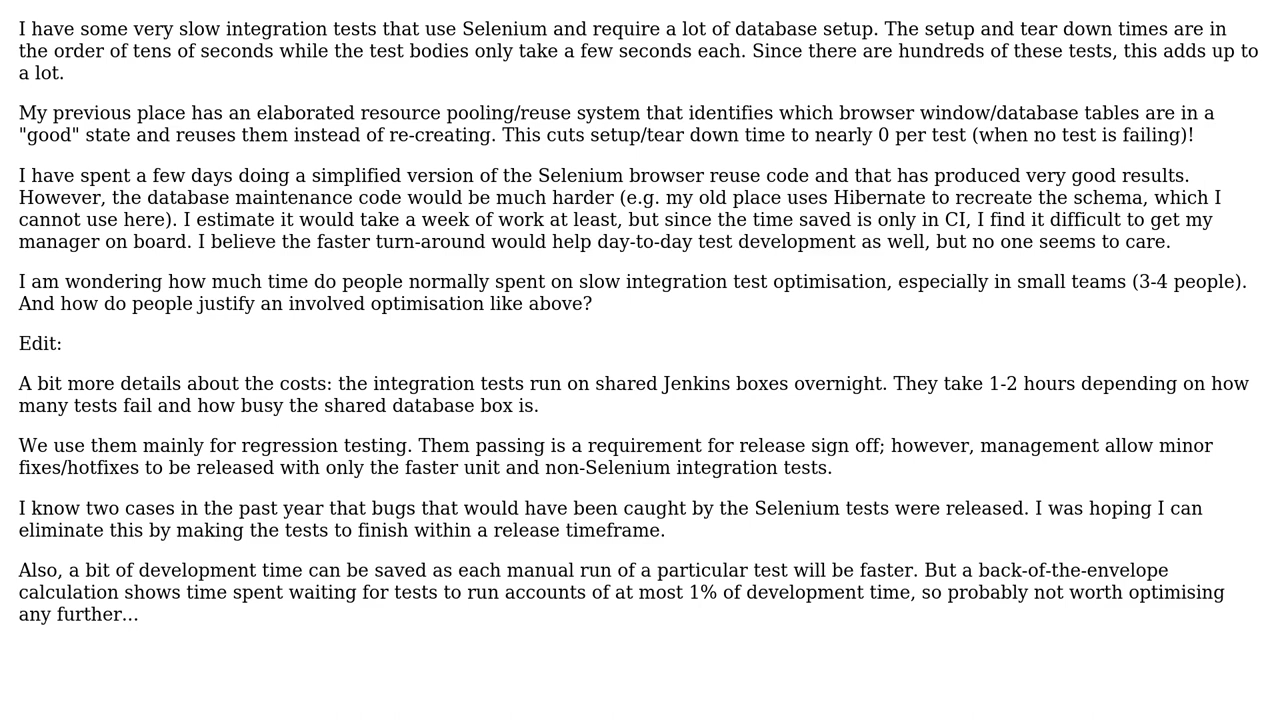 I have some very slow integration tests that use Selenium and require a lot of database setup. The setup and tear down times are in
the order of tens of seconds while the test bodies only take a few seconds each. Since there are hundreds of these tests, this adds up to
a lot.
My previous place has an elaborated resource pooling/reuse system that identifies which browser window/database tables are in a
"good" state and reuses them instead of re-creating. This cuts setup/tear down time to nearly 0 per test (when no test is failing)!
I have spent a few days doing a simplified version of the Selenium browser reuse code and that has produced very good results.
However, the database maintenance code would be much harder (e.g. my old place uses Hibernate to recreate the schema, which I
cannot use here). I estimate it would take a week of work at least, but since the time saved is only in CI, I find it difficult to get my
manager on board. I believe the faster turn-around would help day-to-day test development as well, but no one seems to care.
I am wondering how much time do people normally spent on slow integration test optimisation, especially in small teams (3-4 people).
And how do people justify an involved optimisation like above?
Edit:
A bit more details about the costs: the integration tests run on shared Jenkins boxes overnight. They take 1-2 hours depending on how
many tests fail and how busy the shared database box is.
We use them mainly for regression testing. Them passing is a requirement for release sign off; however, management allow minor
fixes/hotfixes to be released with only the faster unit and non-Selenium integration tests.
I know two cases in the past year that bugs that would have been caught by the Selenium tests were released. I was hoping I can
eliminate this by making the tests to finish within a release timeframe.
Also, a bit of development time can be saved as each manual run of a particular test will be faster. But a back-of-the-envelope
calculation shows time spent waiting for tests to run accounts of at most 1% of development time, so probably not worth optimising
any further...